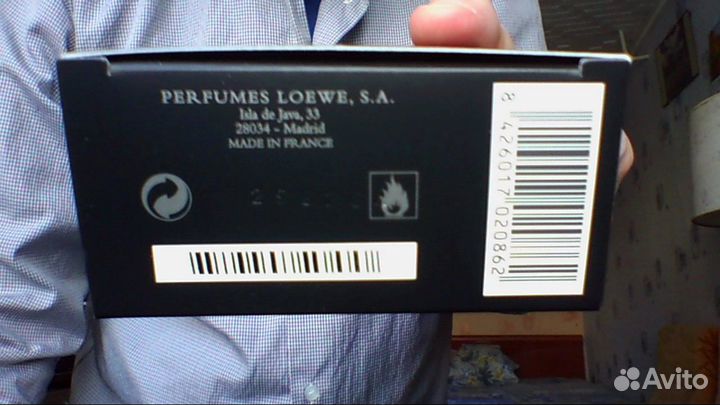 PERFUMES LOEWE, S.A.
Isla de Java, 33
28034 - Madrid
MADE IN FRANCE
8 426017 020862
Avito